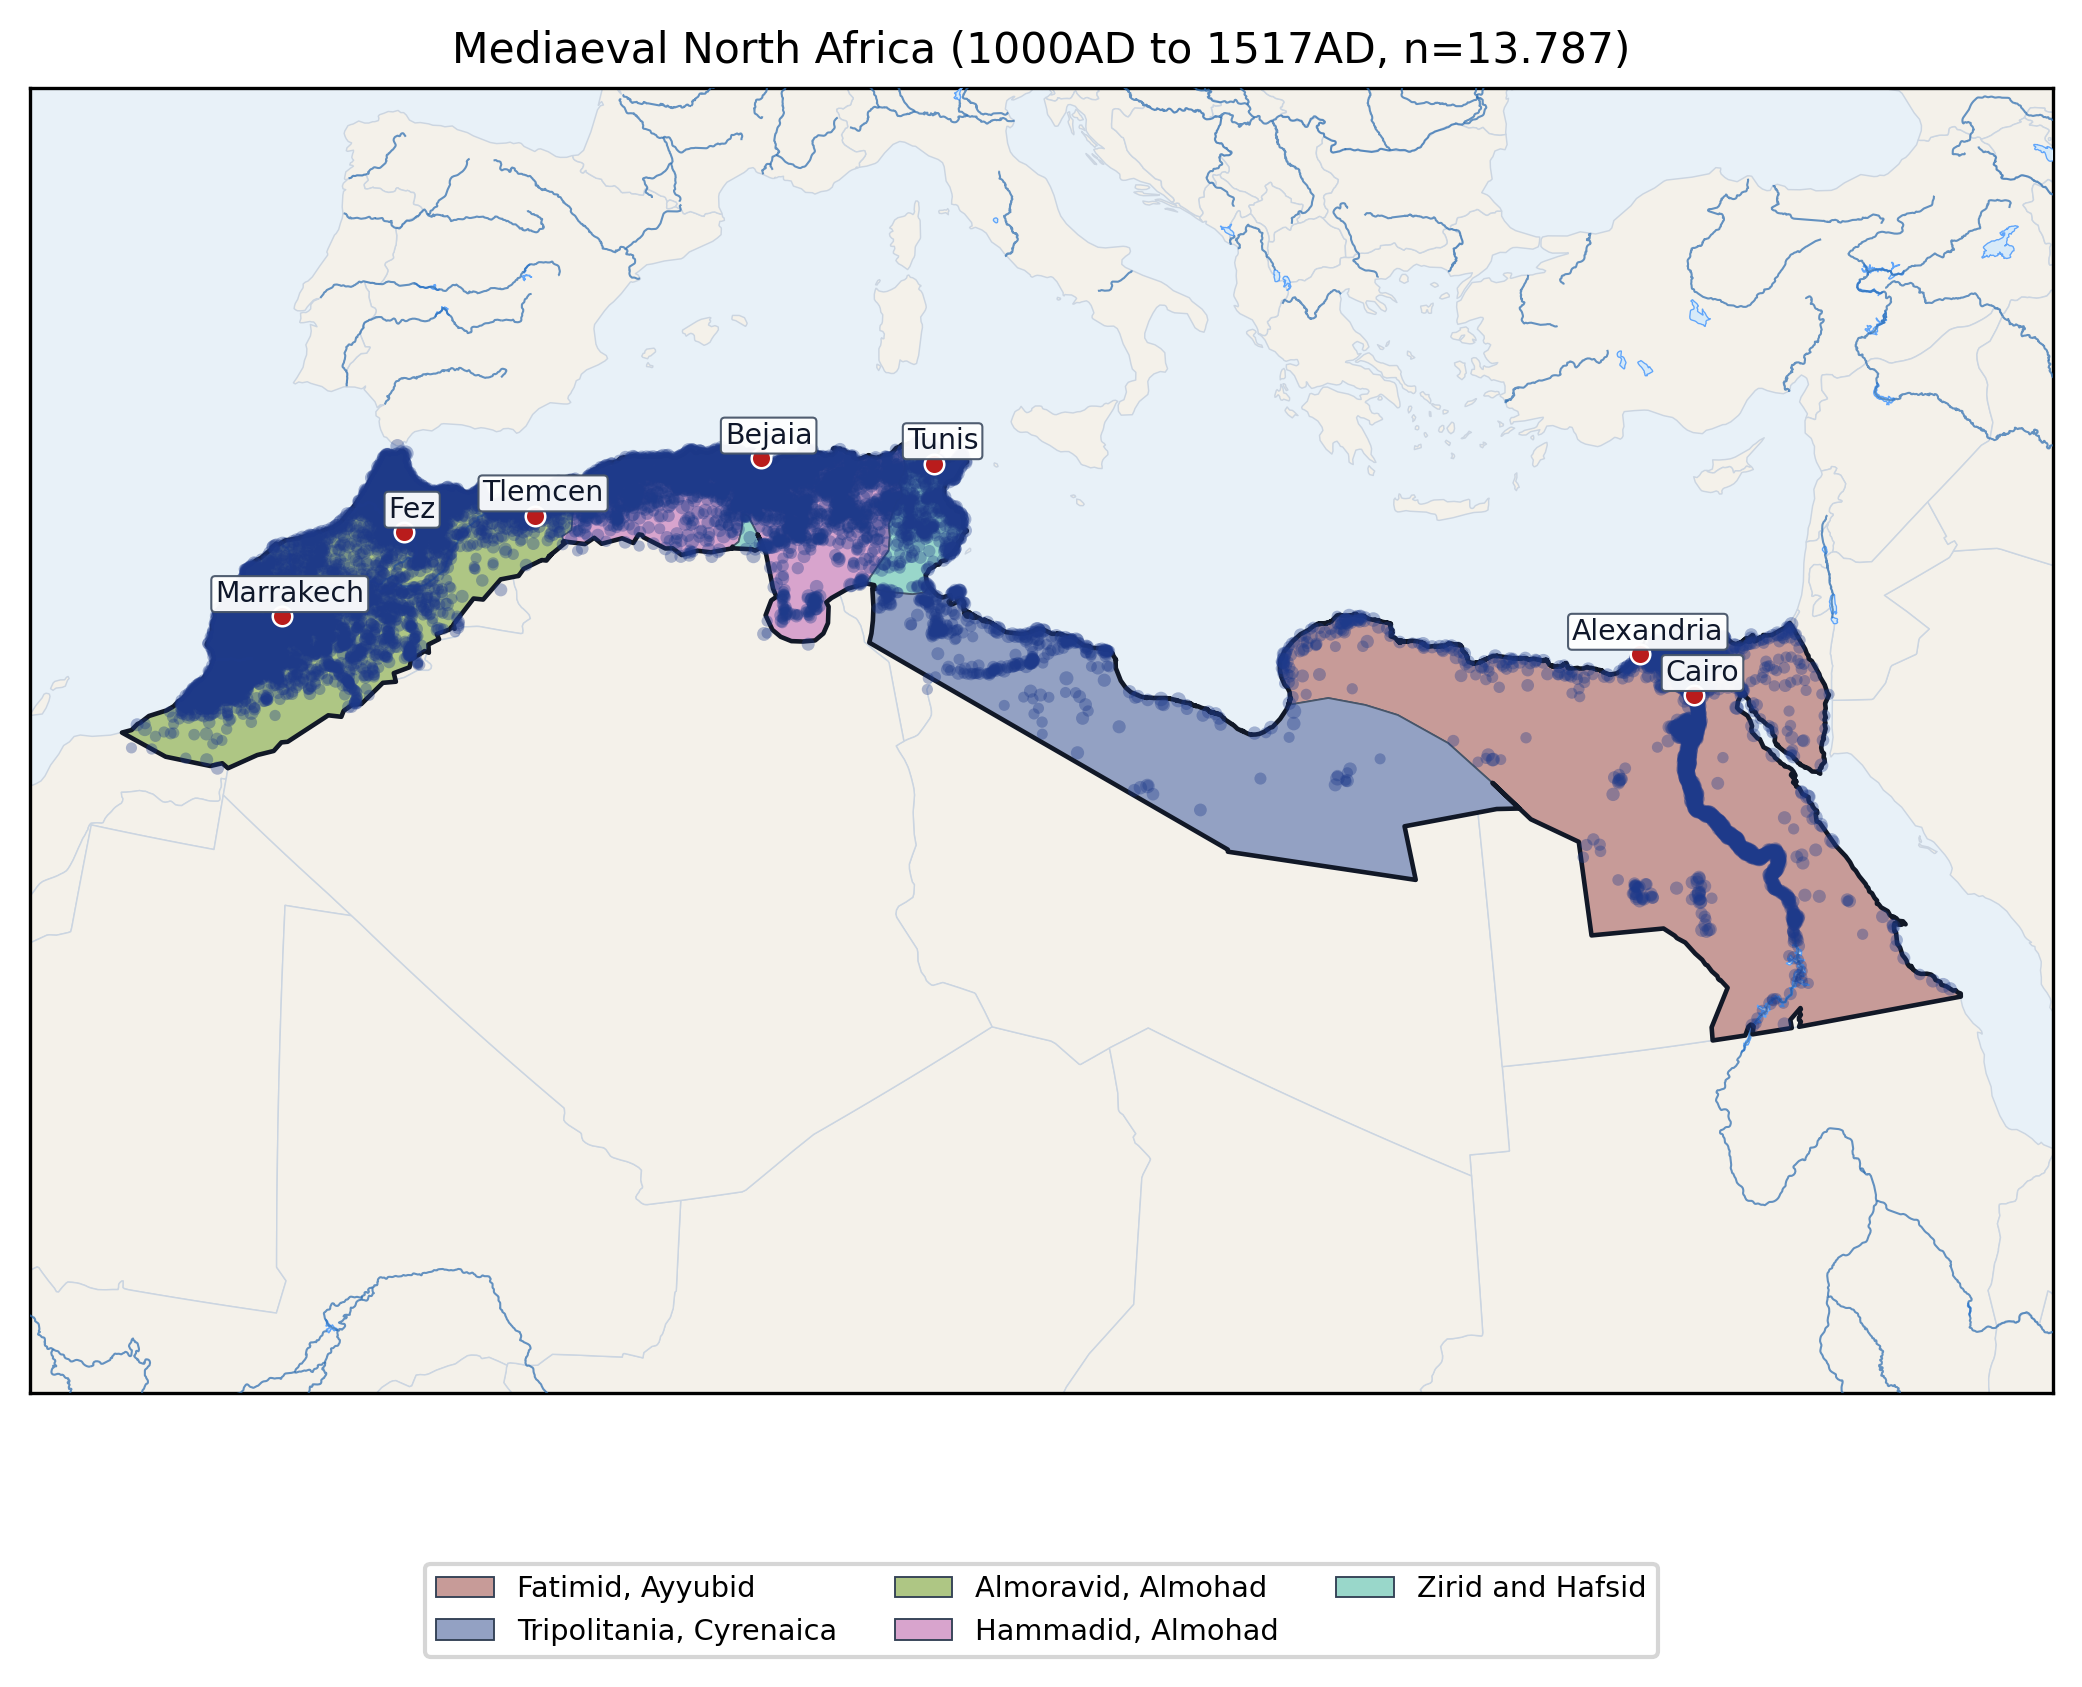 Mediaeval North Africa (1000AD to 1517AD, n=13.787)
Bejaia
Tunis
Tlemcen
Fez
Marrakech
Alexandria
Cairo
Fatimid, Ayyubid
Tripolitania, Cyrenaica
Almoravid, Almohad
Hammadid, Almohad
Zirid and Hafsid